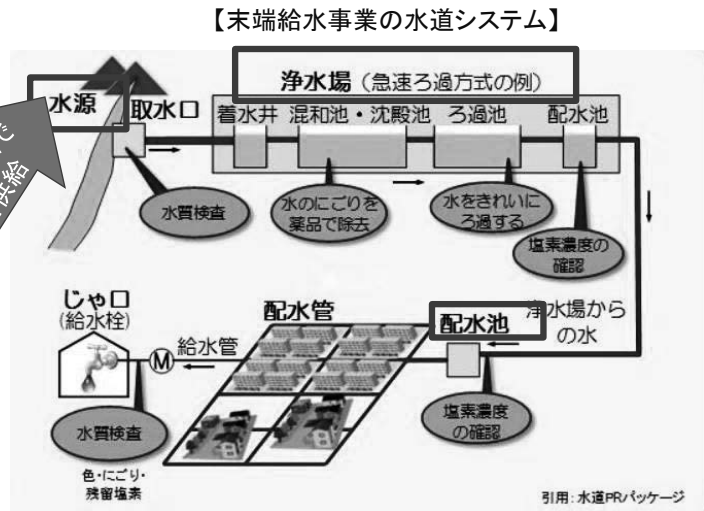 【末端給水事業の水道システム】
浄水場（急速ろ過方式の例）
水源
取水口
着水井
混和池・沈殿池
ろ過池
配水池
で
供給
水質検査
水のにごりを
薬品で除去
水をきれいに
ろ過する
塩素濃度の
確認
じゃ口
(給水栓)
給水管
M
配水管
配水池
浄水場から
の水
水質検査
塩素濃度
の確認
色・にごり・
残留塩素
引用：水道PRパッケージ